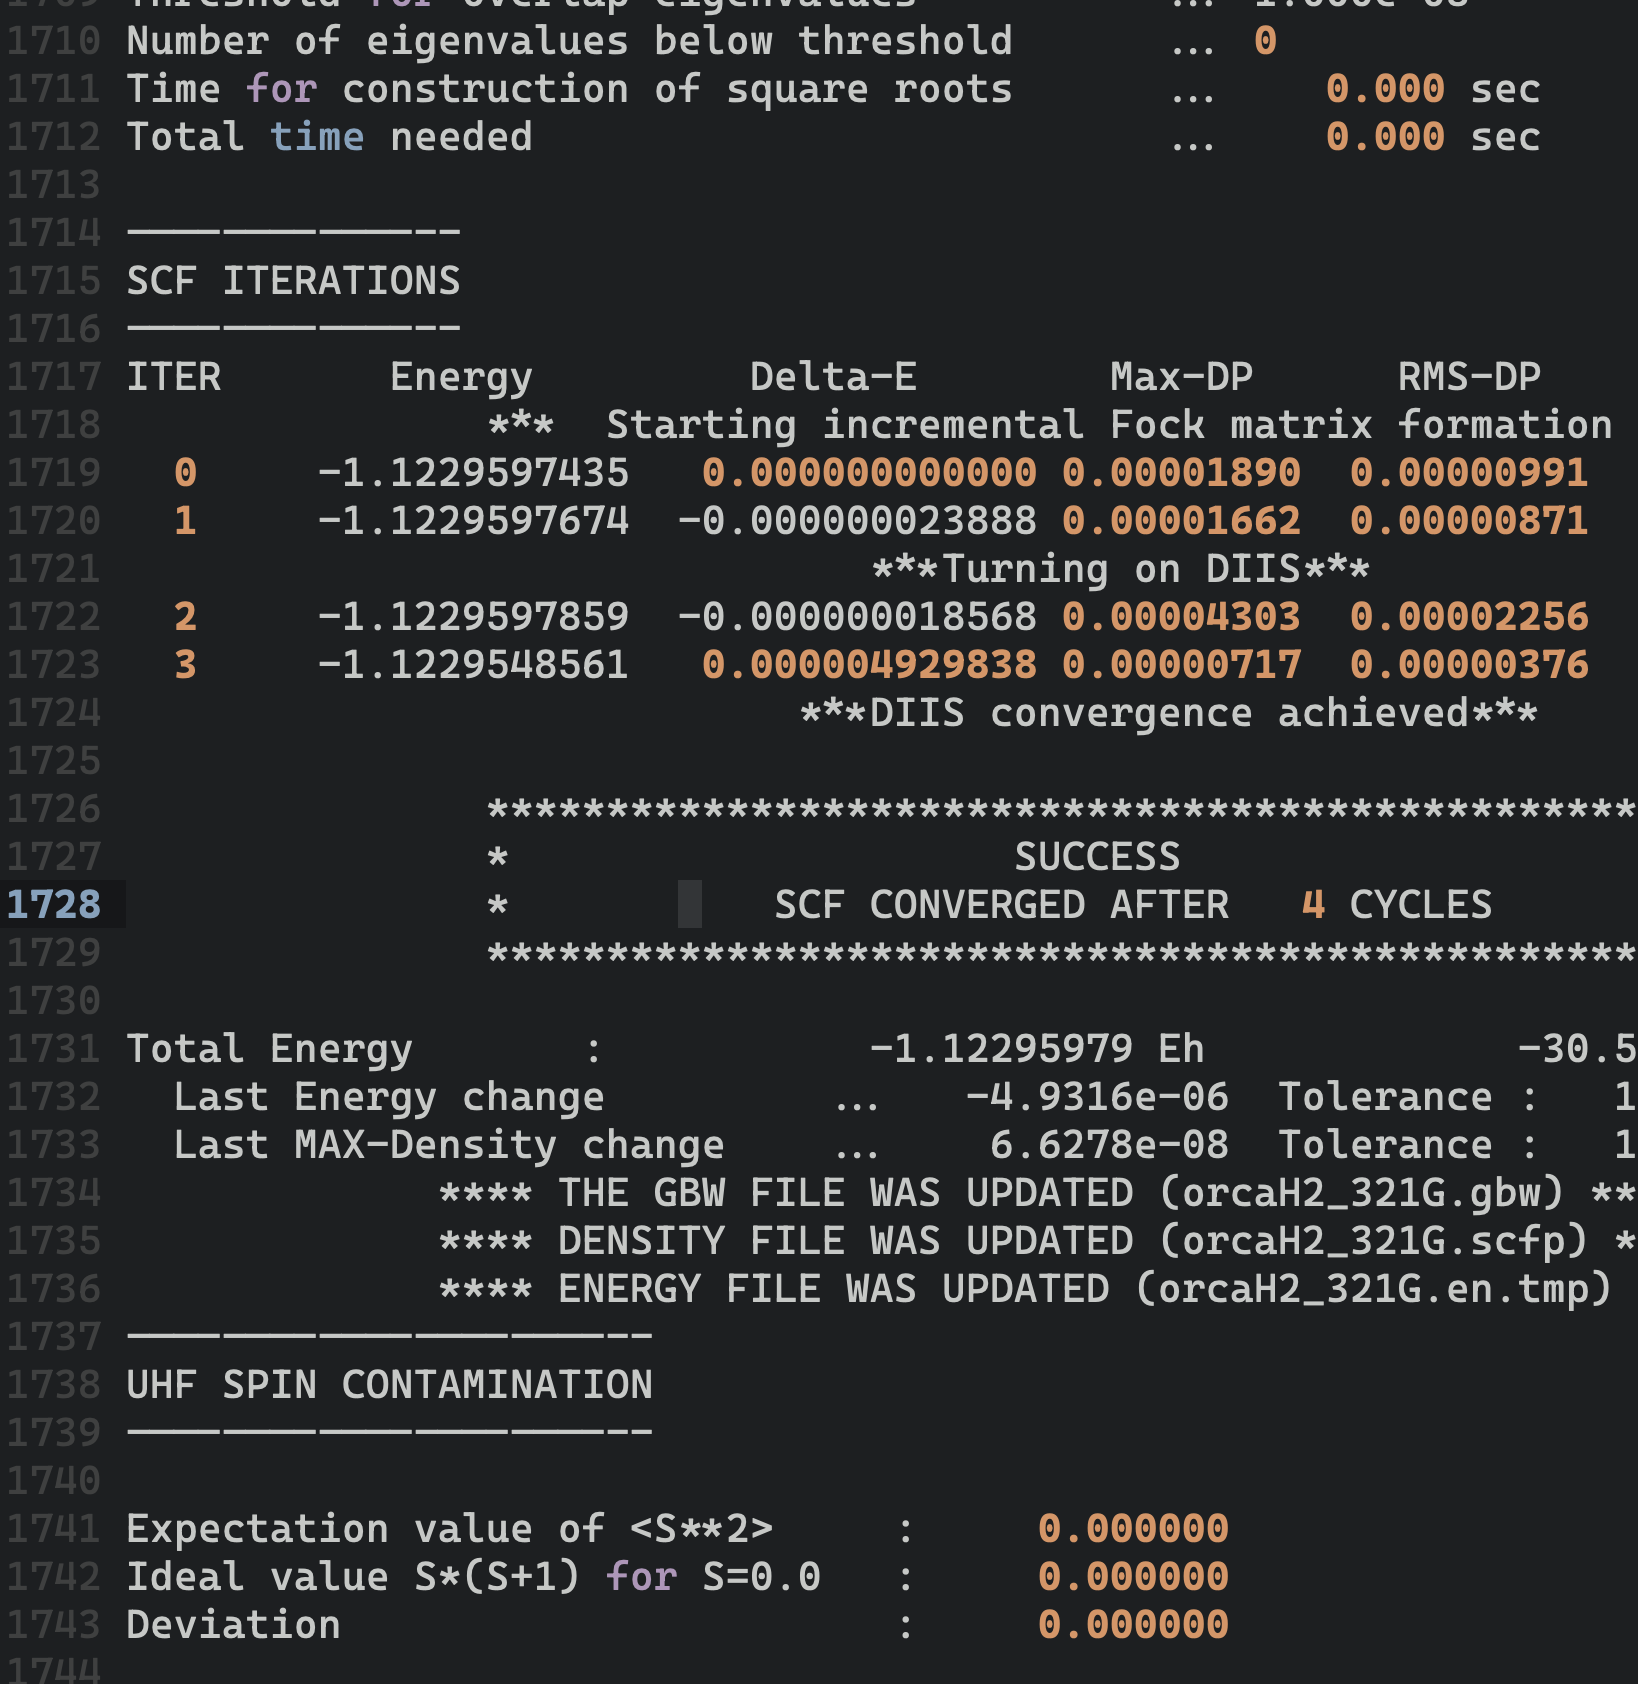 1709 Threshold for overlap eigenvalues ... 1.000e-08
1710 Number of eigenvalues below threshold ... 0
1711 Time for construction of square roots ... 0.000 sec
1712 Total time needed ... 0.000 sec
1713
1714 --------------
1715 SCF ITERATIONS
1716 --------------
1717 ITER Energy Delta-E Max-DP RMS-DP
1718 *** Starting incremental Fock matrix formation
1719 0 -1.1229597435 0.000000000000 0.00001890 0.00000991
1720 1 -1.1229597674 -0.000000023888 0.00001662 0.00000871
1721 ***Turning on DIIS***
1722 2 -1.1229597859 -0.000000018568 0.00004303 0.00002256
1723 3 -1.1229548561 0.000004929838 0.00000717 0.00000376
1724 ***DIIS convergence achieved***
1725
1726 ************************************************
1727 * SUCCESS
1728 * SCF CONVERGED AFTER 4 CYCLES
1729 ************************************************
1730
1731 Total Energy : -1.12295979 Eh -30.5
1732 Last Energy change ... -4.9316e-06 Tolerance : 1
1733 Last MAX-Density change ... 6.6278e-08 Tolerance : 1
1734 **** THE GBW FILE WAS UPDATED (orcaH2_321G.gbw) **
1735 **** DENSITY FILE WAS UPDATED (orcaH2_321G.scfp) *
1736 **** ENERGY FILE WAS UPDATED (orcaH2_321G.en.tmp)
1737 ----------------------
1738 UHF SPIN CONTAMINATION
1739 ----------------------
1740
1741 Expectation value of <S**2> : 0.000000
1742 Ideal value S*(S+1) for S=0.0 : 0.000000
1743 Deviation : 0.000000
1744